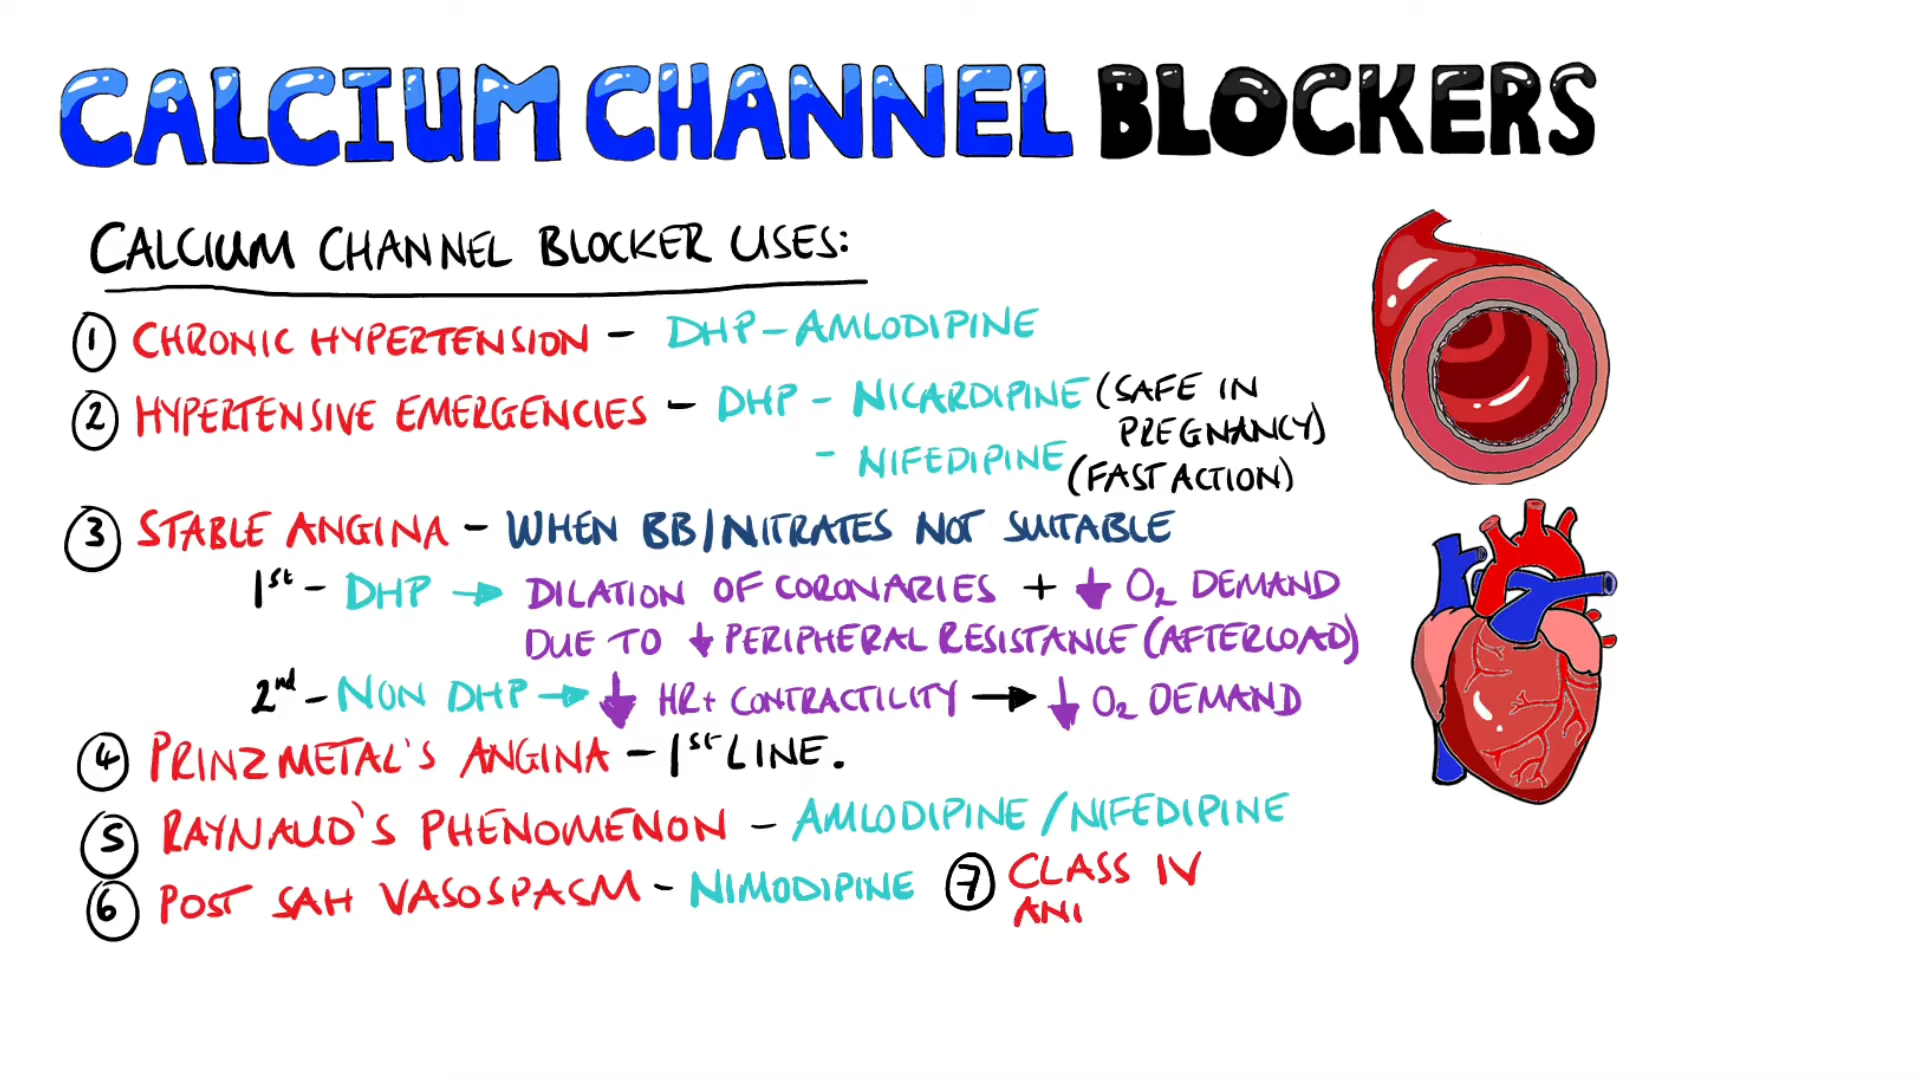 CALCIUM CHANNEL BLOCKERS
CALCIUM CHANNEL BLOCKER USES:
1 CHRONIC HYPERTENSION - DHP - AMLODIPINE
2 HYPERTENSIVE EMERGENCIES - DHP - NICARDIPINE (SAFE IN
PREGNANCY)
- NIFEDIPINE (FAST ACTION)
3 STABLE ANGINA - WHEN BB/NITRATES NOT SUITABLE
1st - DHP → DILATION OF CORONARIES + ↓ O2 DEMAND
DUE TO ↓ PERIPHERAL RESISTANCE (AFTERLOAD)
2nd - NON DHP → ↓ HR + CONTRACTILITY → ↓ O2 DEMAND
4 PRINZMETAL'S ANGINA - 1st LINE.
5 RAYNAUD'S PHENOMENON - AMLODIPINE / NIFEDIPINE
6 POST SAH VASOSPASM - NIMODIPINE
7 CLASS IV
ANI